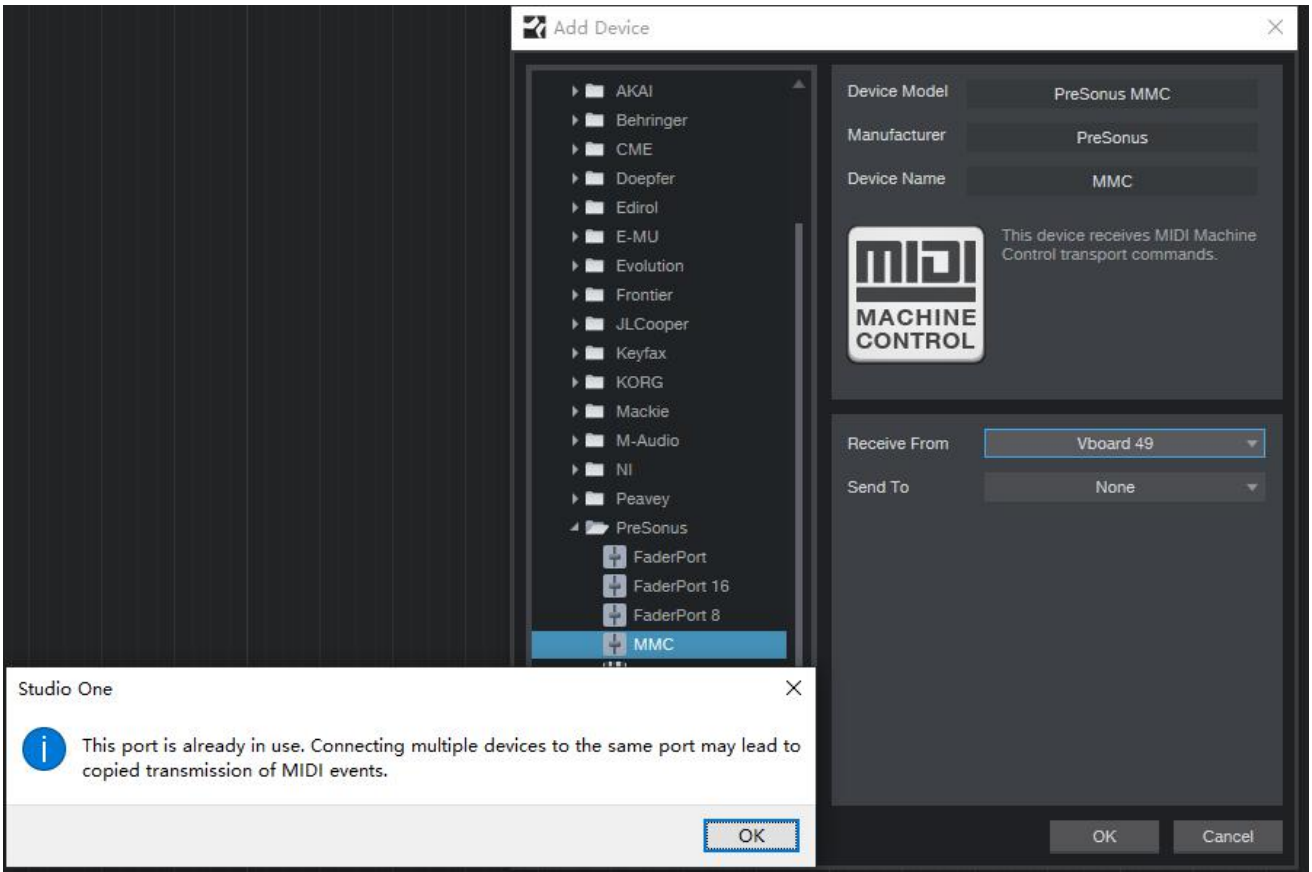 Add Device
AKAI
Behringer
CME
Doepfer
Edirol
E-MU
Evolution
Frontier
JLCooper
Keyfax
KORG
Mackie
M-Audio
NI
Peavey
PreSonus
FaderPort
FaderPort 16
FaderPort 8
MMC
Device Model
PreSonus MMC
Manufacturer
PreSonus
Device Name
MMC
MIDI
MACHINE
CONTROL
This device receives MIDI Machine
Control transport commands.
Receive From
Vboard 49
Send To
None
OK
Cancel
Studio One
This port is already in use. Connecting multiple devices to the same port may lead to
copied transmission of MIDI events.
OK